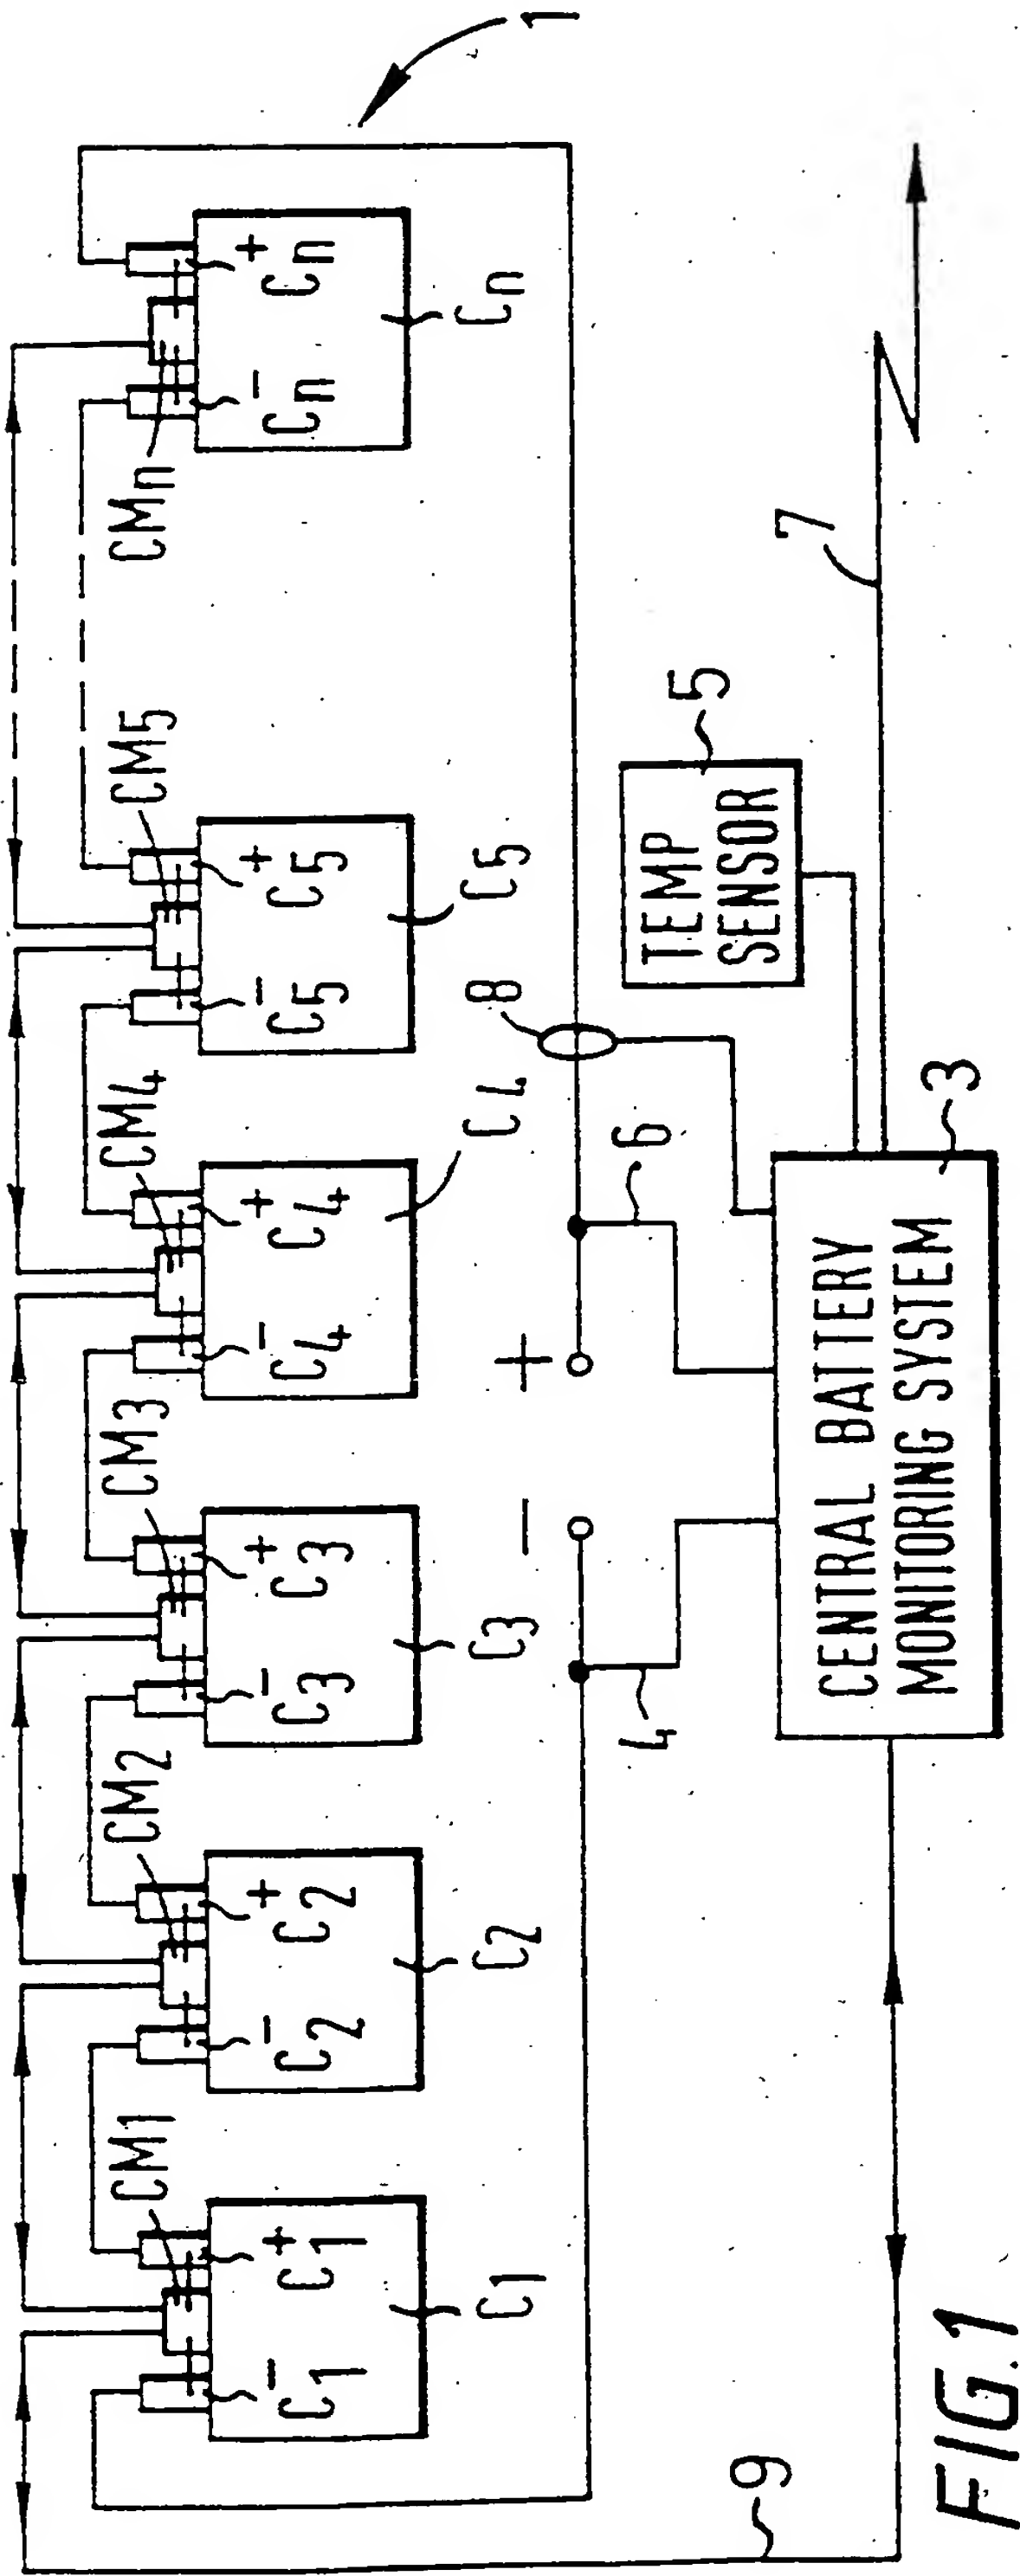 1
CM1
CM2
CM3
CM4
CM5
CMn
C1-
C1+
C2-
C2+
C3-
C3+
C4-
C4+
C5-
C5+
Cn-
Cn+
C1
C2
C3
C4
C5
Cn
8
-
+
4
6
TEMP
SENSOR
5
7
CENTRAL BATTERY
MONITORING SYSTEM
3
9
FIG.1